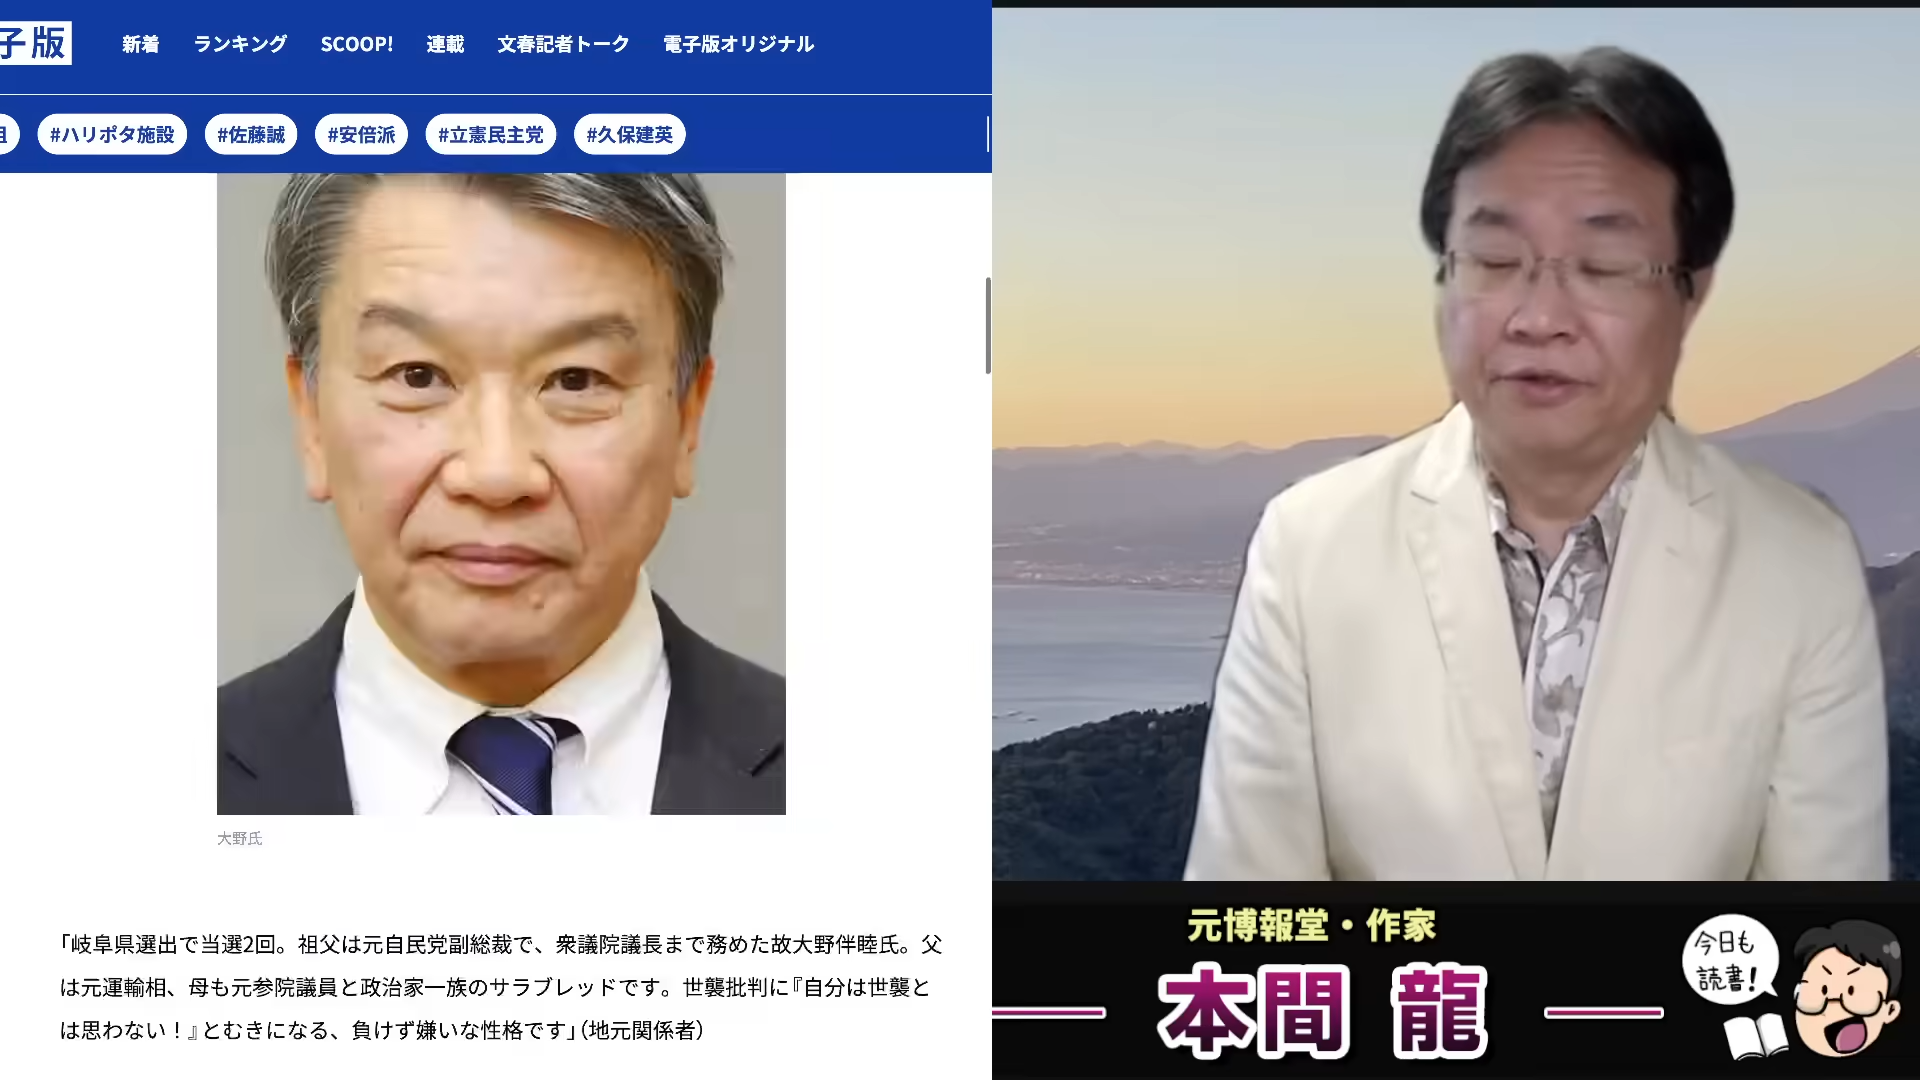 子版
新着 ランキング SCOOP! 連載 文春記者トーク 電子版オリジナル
#ハリポタ施設 #佐藤誠 #安倍派 #立憲民主党 #久保建英
大野氏
「岐阜県選出で当選2回。祖父は元自民党副総裁で、衆議院議長まで務めた故大野伴睦氏。父
は元運輸相、母も元参院議員と政治家一族のサラブレッドです。世襲批判に『自分は世襲と
は思わない！』とむきになる、負けず嫌いな性格です」（地元関係者）
元博報堂・作家
本間 龍
今日も
読書!